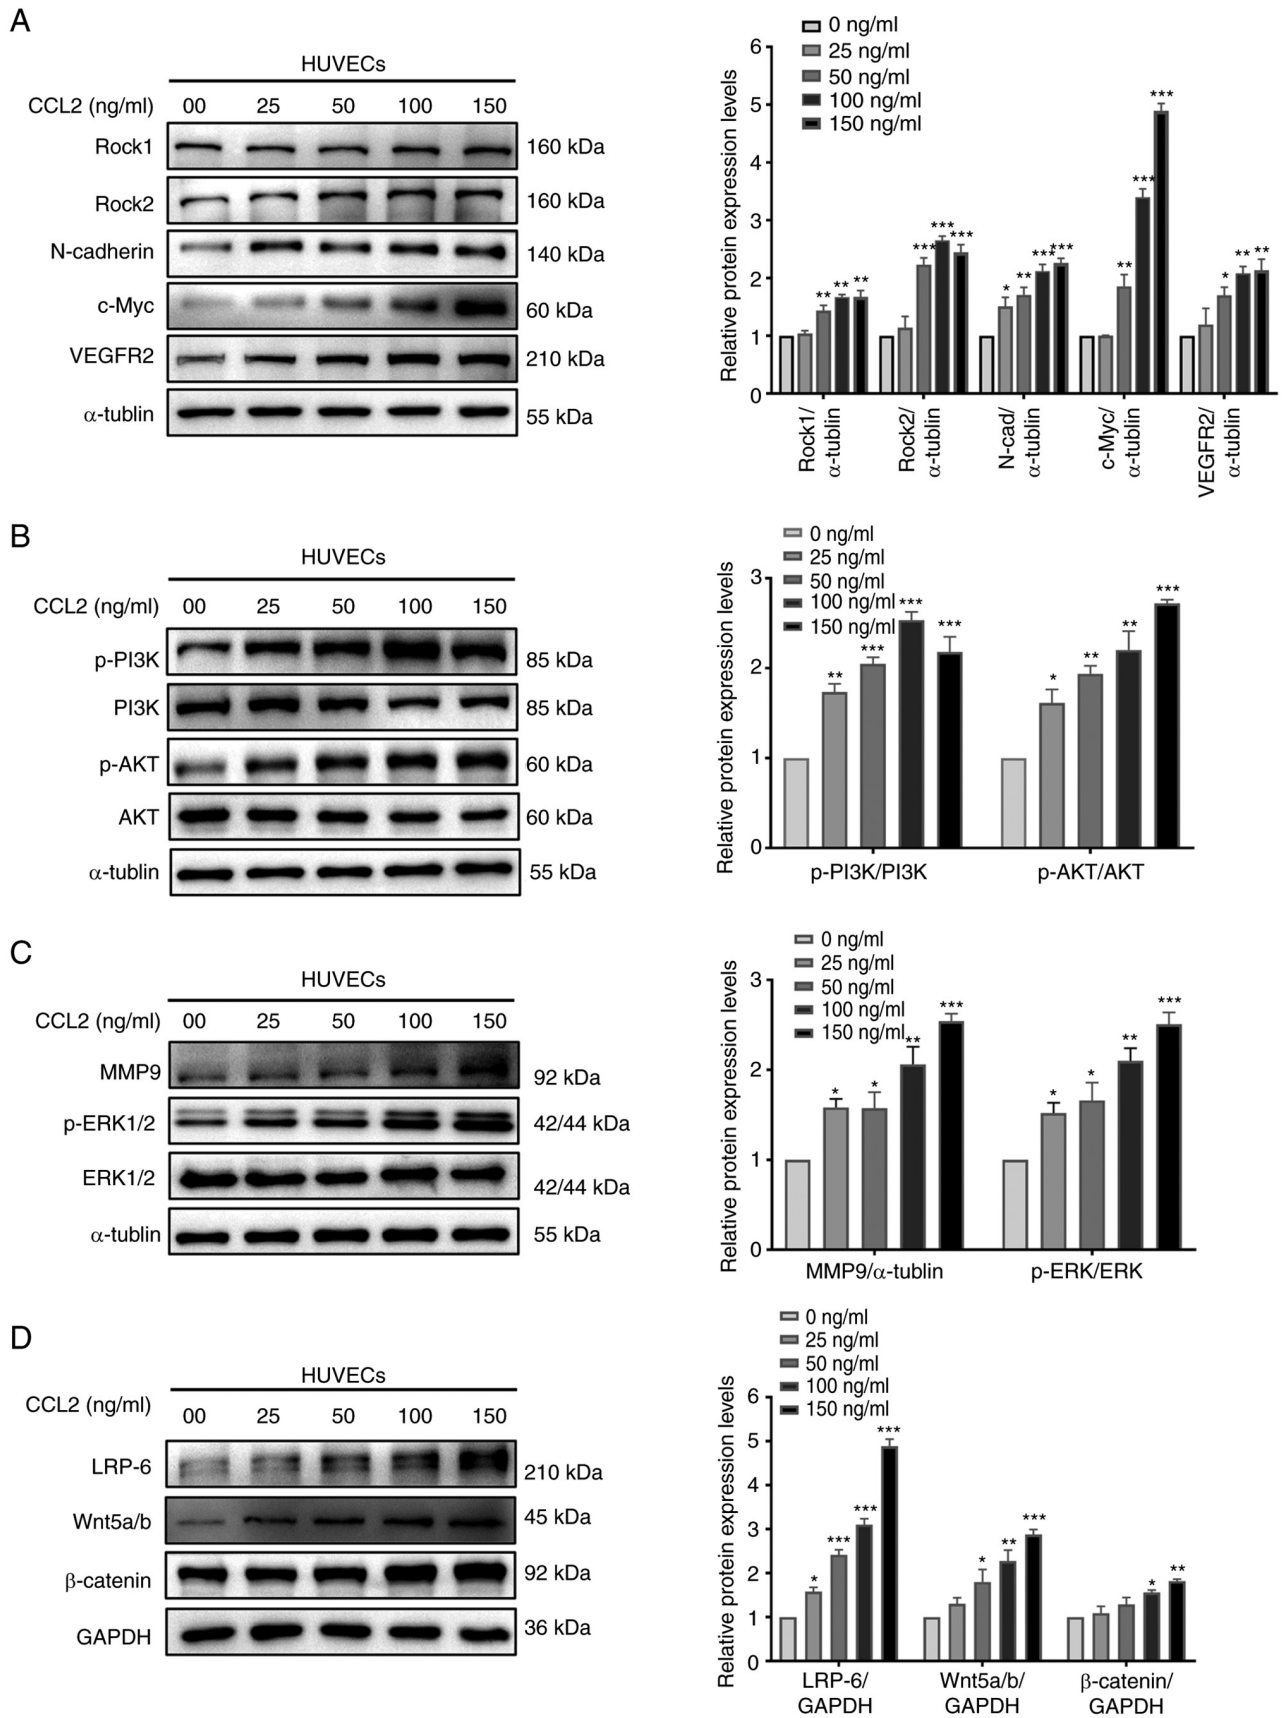 A
HUVECs
CCL2 (ng/ml) 00 25 50 100 150
Rock1 160 kDa
Rock2 160 kDa
N-cadherin 140 kDa
c-Myc 60 kDa
VEGFR2 210 kDa
α-tublin 55 kDa
0 ng/ml
25 ng/ml
50 ng/ml
100 ng/ml
150 ng/ml
Relative protein expression levels
6
5
4
3
2
1
0
** ** **
*** *** ***
* ** *** ***
** *** ***
* ** **
Rock1/
α-tublin
Rock2/
α-tublin
N-cad/
α-tublin
c-Myc/
α-tublin
VEGFR2/
α-tublin
B
HUVECs
CCL2 (ng/ml) 00 25 50 100 150
p-PI3K 85 kDa
PI3K 85 kDa
p-AKT 60 kDa
AKT 60 kDa
α-tublin 55 kDa
0 ng/ml
25 ng/ml
50 ng/ml
100 ng/ml
150 ng/ml
Relative protein expression levels
3
2
1
0
** *** *** ***
* ** ** ***
p-PI3K/PI3K
p-AKT/AKT
C
HUVECs
CCL2 (ng/ml) 00 25 50 100 150
MMP9 92 kDa
p-ERK1/2 42/44 kDa
ERK1/2 42/44 kDa
α-tublin 55 kDa
0 ng/ml
25 ng/ml
50 ng/ml
100 ng/ml
150 ng/ml
Relative protein expression levels
3
2
1
0
* * ** ***
* * ** ***
MMP9/α-tublin
p-ERK/ERK
D
HUVECs
CCL2 (ng/ml) 00 25 50 100 150
LRP-6 210 kDa
Wnt5a/b 45 kDa
β-catenin 92 kDa
GAPDH 36 kDa
0 ng/ml
25 ng/ml
50 ng/ml
100 ng/ml
150 ng/ml
Relative protein expression levels
6
5
4
3
2
1
0
* *** *** ***
* ** ***
* **
LRP-6/
GAPDH
Wnt5a/b/
GAPDH
β-catenin/
GAPDH